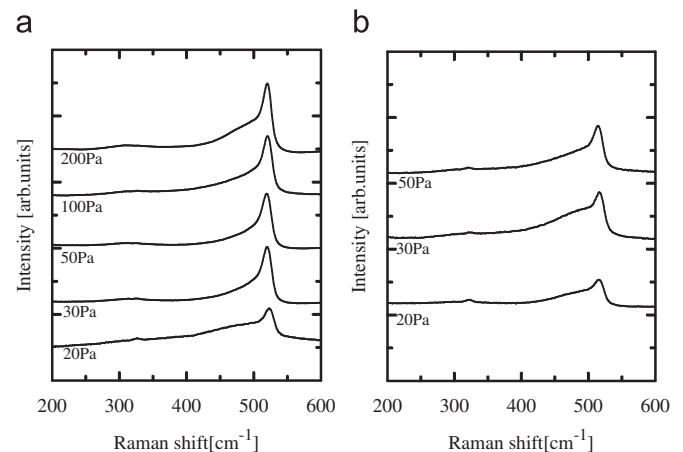 a
b
Intensity [arb.units]
200Pa
100Pa
50Pa
30Pa
20Pa
200 300 400 500 600
Raman shift[cm-1]
Intensity [arb.units]
50Pa
30Pa
20Pa
200 300 400 500 600
Raman shift[cm-1]